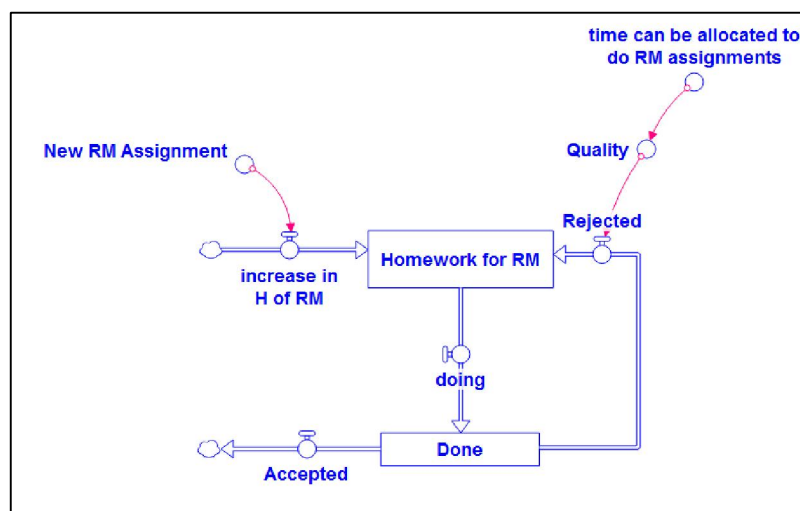 time can be allocated to
do RM assignments
New RM Assignment
Quality
Rejected
Homework for RM
increase in
H of RM
doing
Done
Accepted